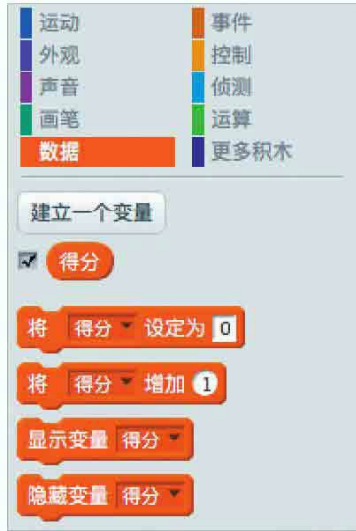 运动 事件
外观 控制
声音 侦测
画笔 运算
数据 更多积木
建立一个变量
得分
将 得分 设定为 0
将 得分 增加 1
显示变量 得分
隐藏变量 得分